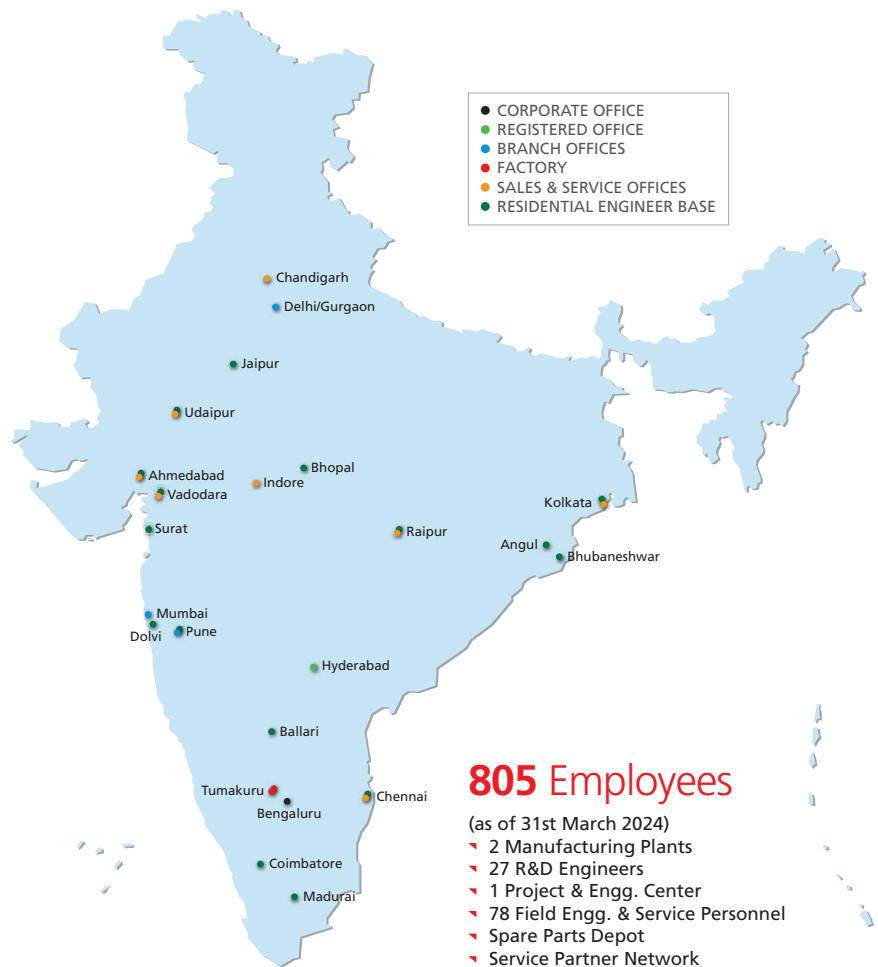 CORPORATE OFFICE
REGISTERED OFFICE
BRANCH OFFICES
FACTORY
SALES & SERVICE OFFICES
RESIDENTIAL ENGINEER BASE
Chandigarh
Delhi/Gurgaon
Jaipur
Udaipur
Bhopal
Ahmedabad
Indore
Vadodara
Kolkata
Surat
Raipur
Angul
Bhubaneshwar
Mumbai
Dolvi
Pune
Hyderabad
Ballari
Tumakuru
Chennai
Bengaluru
Coimbatore
Madurai
805 Employees
(as of 31st March 2024)
2 Manufacturing Plants
27 R&D Engineers
1 Project & Engg. Center
78 Field Engg. & Service Personnel
Spare Parts Depot
Service Partner Network